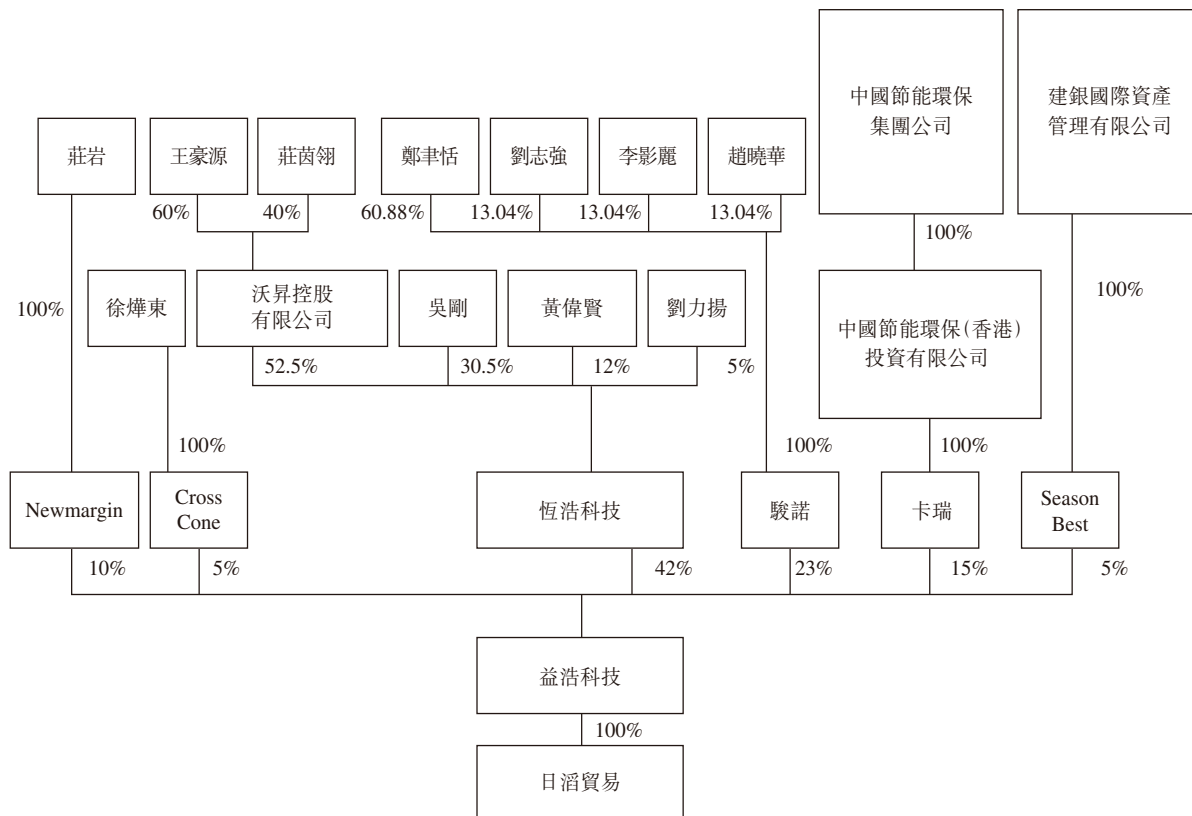 中國節能環保
集團公司
建銀國際資產
管理有限公司
莊岩
王豪源
莊茵翎
鄭聿恬
劉志強
李影麗
趙曉華
60%
40%
60.88%
13.04%
13.04%
13.04%
100%
100%
徐燁東
沃昇控股
有限公司
吳剛
黃偉賢
劉力揚
中國節能環保(香港)
投資有限公司
100%
52.5%
30.5%
12%
5%
100%
100%
100%
Newmargin
Cross
Cone
恆浩科技
駿諾
卡瑞
Season
Best
10%
5%
42%
23%
15%
5%
益浩科技
100%
日滔貿易